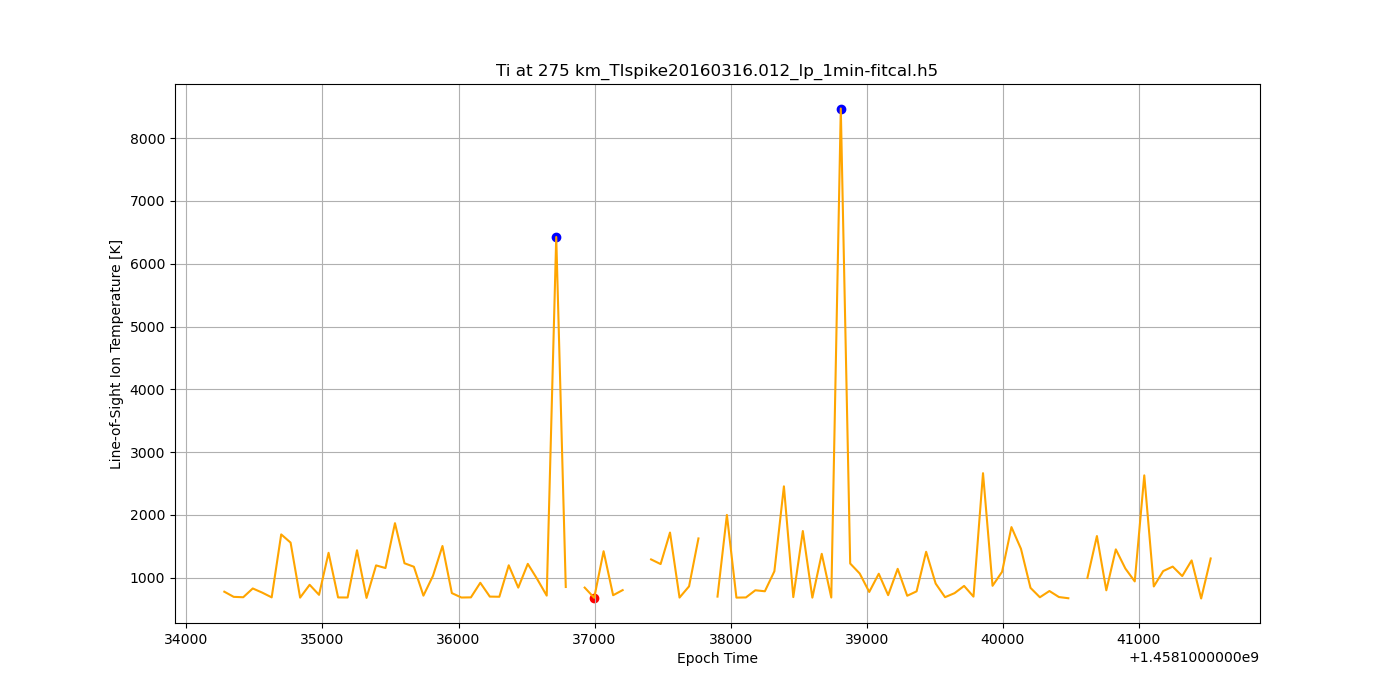 Ti at 275 km_TIspike20160316.012_lp_1min-fitcal.h5
Line-of-Sight Ion Temperature [K]
8000
7000
6000
5000
4000
3000
2000
1000
34000 35000 36000 37000 38000 39000 40000 41000
Epoch Time
+1.4581000000e9